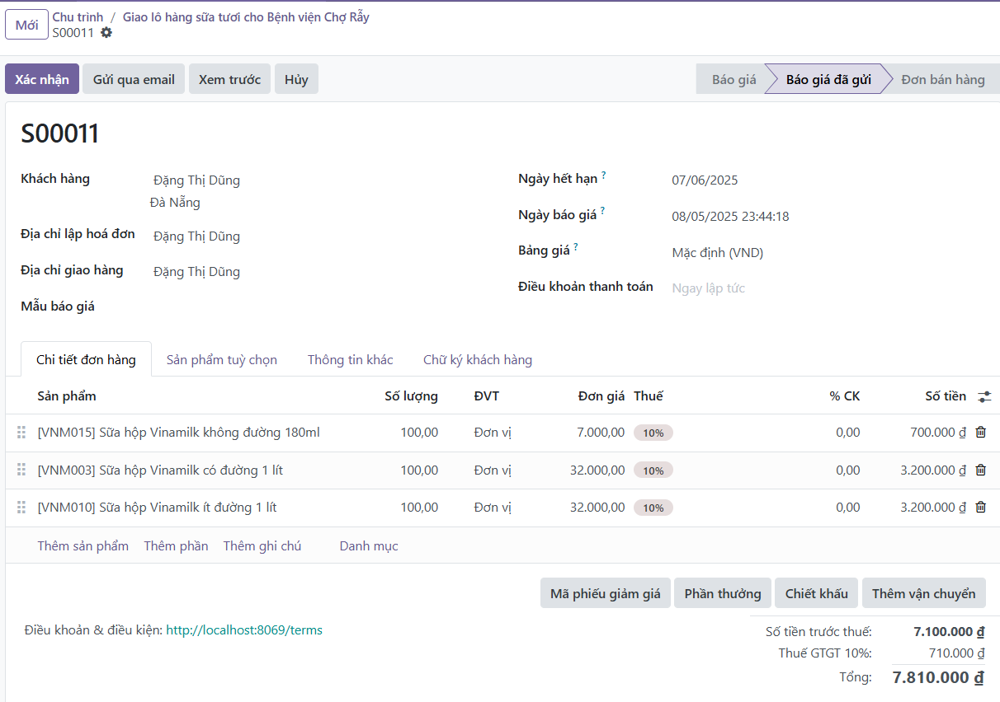 Mới
Chu trình / Giao lô hàng sữa tươi cho Bệnh viện Chợ Rẫy
S00011
Xác nhận Gửi qua email Xem trước Hủy
Báo giá Báo giá đã gửi Đơn bán hàng
S00011
Khách hàng Đặng Thị Dũng
Đà Nẵng
Địa chỉ lập hoá đơn Đặng Thị Dũng
Địa chỉ giao hàng Đặng Thị Dũng
Mẫu báo giá
Ngày hết hạn ? 07/06/2025
Ngày báo giá ? 08/05/2025 23:44:18
Bảng giá ? Mặc định (VND)
Điều khoản thanh toán Ngay lập tức
Chi tiết đơn hàng Sản phẩm tuỳ chọn Thông tin khác Chữ ký khách hàng
Sản phẩm Số lượng ĐVT Đơn giá Thuế % CK Số tiền
[VNM015] Sữa hộp Vinamilk không đường 180ml 100,00 Đơn vị 7.000,00 10% 0,00 700.000 ₫
[VNM003] Sữa hộp Vinamilk có đường 1 lít 100,00 Đơn vị 32.000,00 10% 0,00 3.200.000 ₫
[VNM010] Sữa hộp Vinamilk ít đường 1 lít 100,00 Đơn vị 32.000,00 10% 0,00 3.200.000 ₫
Thêm sản phẩm Thêm phần Thêm ghi chú Danh mục
Mã phiếu giảm giá Phần thưởng Chiết khấu Thêm vận chuyển
Điều khoản & điều kiện: http://localhost:8069/terms
Số tiền trước thuế: 7.100.000 ₫
Thuế GTGT 10%: 710.000 ₫
Tổng: 7.810.000 ₫